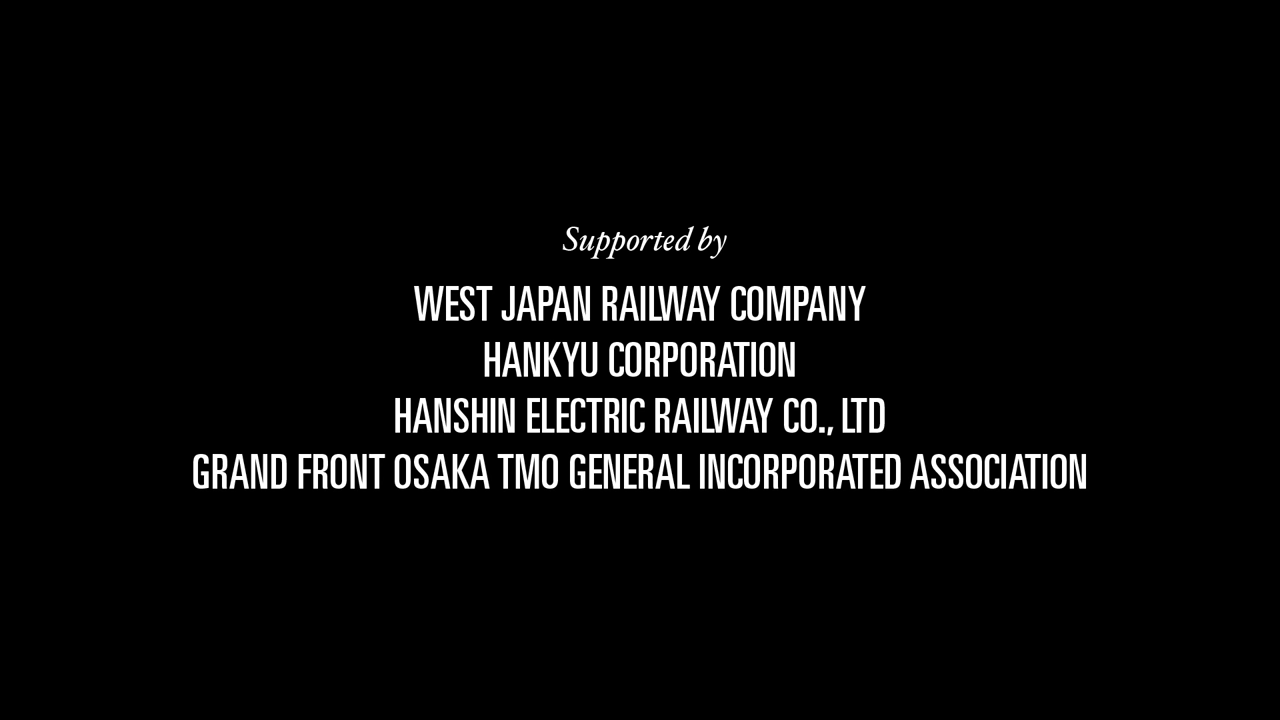 Supported by
WEST JAPAN RAILWAY COMPANY
HANKYU CORPORATION
HANSHIN ELECTRIC RAILWAY CO., LTD
GRAND FRONT OSAKA TMO GENERAL INCORPORATED ASSOCIATION